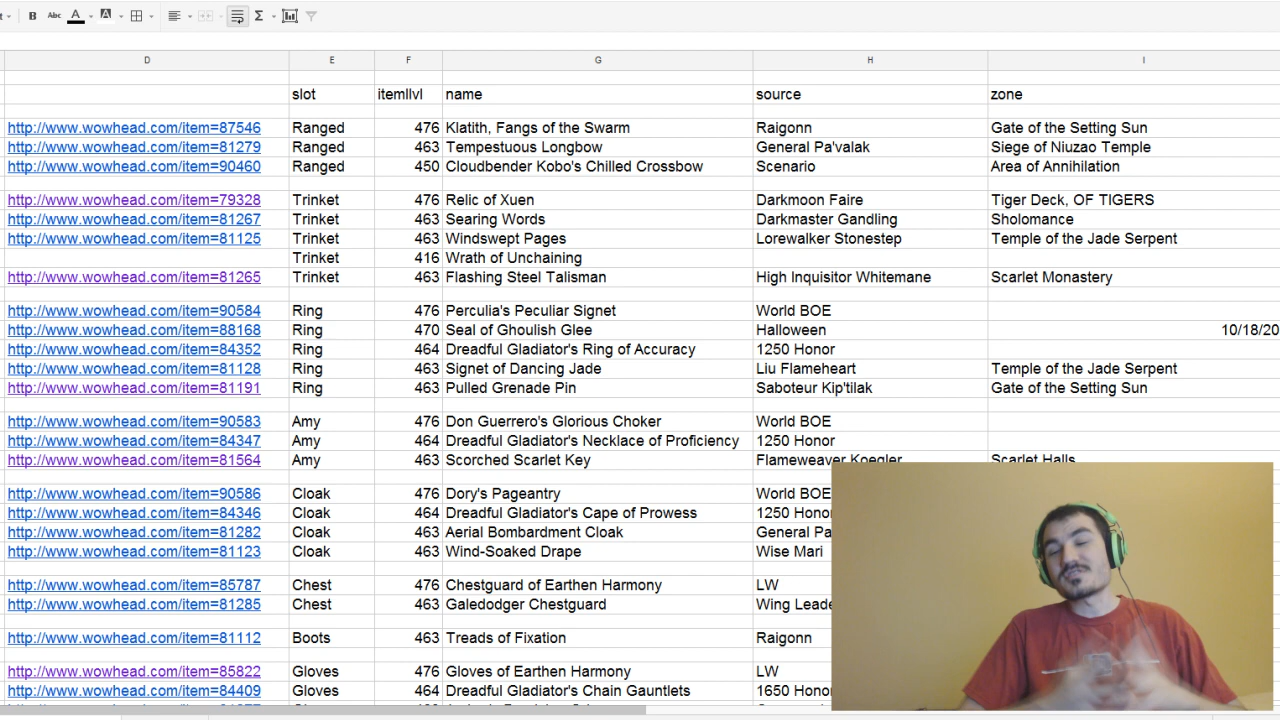 B Abc A A Σ
D E F G H I
slot itemllvl name source zone
http://www.wowhead.com/item=87546 Ranged 476 Klatith, Fangs of the Swarm Raigonn Gate of the Setting Sun
http://www.wowhead.com/item=81279 Ranged 463 Tempestuous Longbow General Pa'valak Siege of Niuzao Temple
http://www.wowhead.com/item=90460 Ranged 450 Cloudbender Kobo's Chilled Crossbow Scenario Area of Annihilation
http://www.wowhead.com/item=79328 Trinket 476 Relic of Xuen Darkmoon Faire Tiger Deck, OF TIGERS
http://www.wowhead.com/item=81267 Trinket 463 Searing Words Darkmaster Gandling Sholomance
http://www.wowhead.com/item=81125 Trinket 463 Windswept Pages Lorewalker Stonestep Temple of the Jade Serpent
Trinket 416 Wrath of Unchaining
http://www.wowhead.com/item=81265 Trinket 463 Flashing Steel Talisman High Inquisitor Whitemane Scarlet Monastery
http://www.wowhead.com/item=90584 Ring 476 Perculia's Peculiar Signet World BOE
http://www.wowhead.com/item=88168 Ring 470 Seal of Ghoulish Glee Halloween 10/18/20
http://www.wowhead.com/item=84352 Ring 464 Dreadful Gladiator's Ring of Accuracy 1250 Honor
http://www.wowhead.com/item=81128 Ring 463 Signet of Dancing Jade Liu Flameheart Temple of the Jade Serpent
http://www.wowhead.com/item=81191 Ring 463 Pulled Grenade Pin Saboteur Kip'tilak Gate of the Setting Sun
http://www.wowhead.com/item=90583 Amy 476 Don Guerrero's Glorious Choker World BOE
http://www.wowhead.com/item=84347 Amy 464 Dreadful Gladiator's Necklace of Proficiency 1250 Honor
http://www.wowhead.com/item=81564 Amy 463 Scorched Scarlet Key Flameweaver Koegler Scarlet Halls
http://www.wowhead.com/item=90586 Cloak 476 Dory's Pageantry World BOE
http://www.wowhead.com/item=84346 Cloak 464 Dreadful Gladiator's Cape of Prowess 1250 Hono
http://www.wowhead.com/item=81282 Cloak 463 Aerial Bombardment Cloak General Pa
http://www.wowhead.com/item=81123 Cloak 463 Wind-Soaked Drape Wise Mari
http://www.wowhead.com/item=85787 Chest 476 Chestguard of Earthen Harmony LW
http://www.wowhead.com/item=81285 Chest 463 Galedodger Chestguard Wing Leade
http://www.wowhead.com/item=81112 Boots 463 Treads of Fixation Raigonn
http://www.wowhead.com/item=85822 Gloves 476 Gloves of Earthen Harmony LW
http://www.wowhead.com/item=84409 Gloves 464 Dreadful Gladiator's Chain Gauntlets 1650 Hono